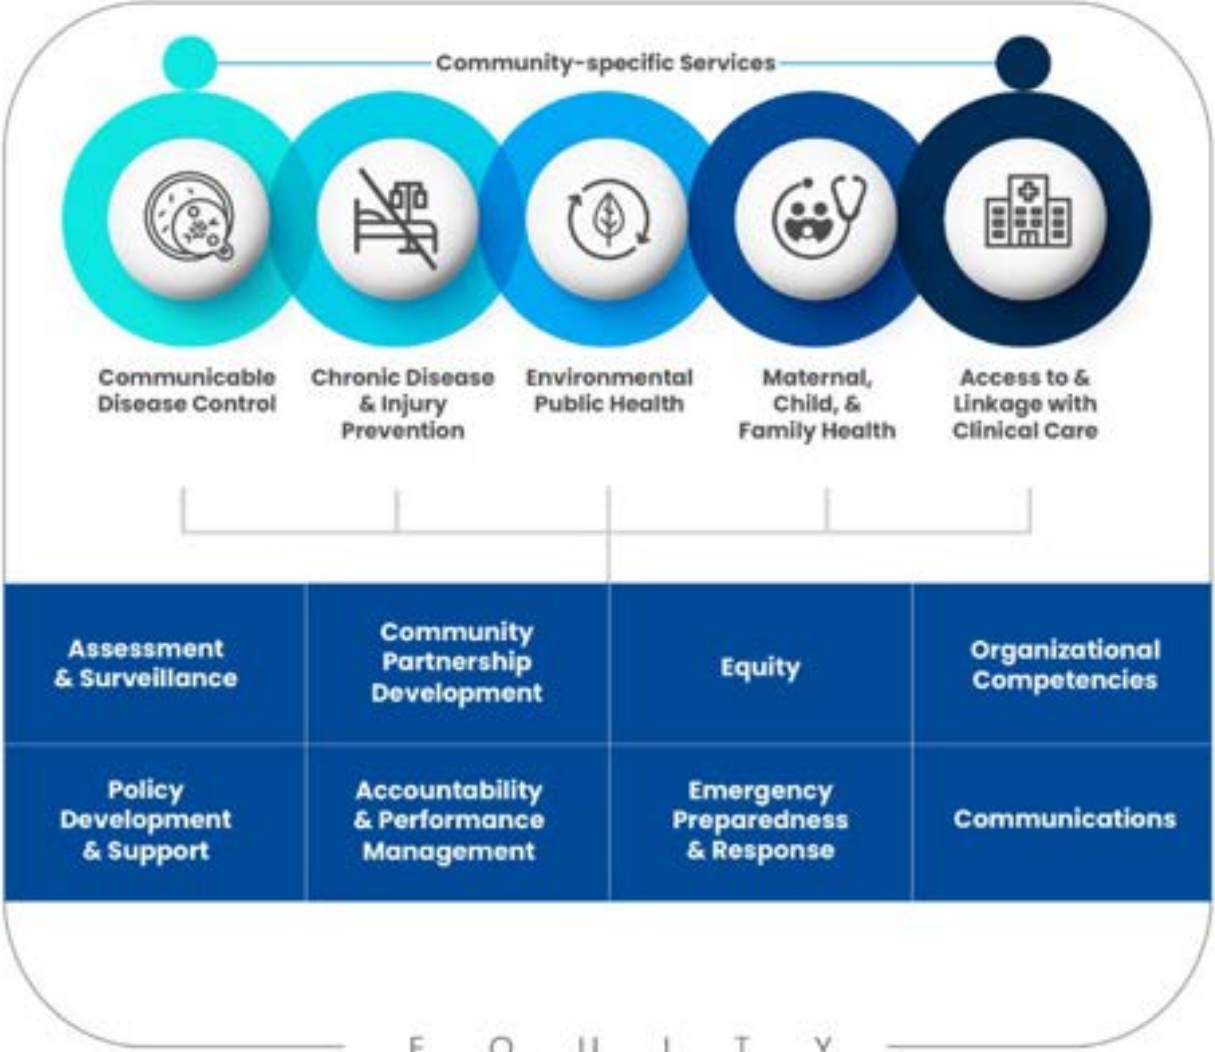 Community-specific Services
Communicable
Disease Control
Chronic Disease
& Injury
Prevention
Environmental
Public Health
Maternal,
Child, &
Family Health
Access to &
Linkage with
Clinical Care
Assessment
& Surveillance
Community
Partnership
Development
Equity
Organizational
Competencies
Policy
Development
& Support
Accountability
& Performance
Management
Emergency
Preparedness
& Response
Communications
EQUITY